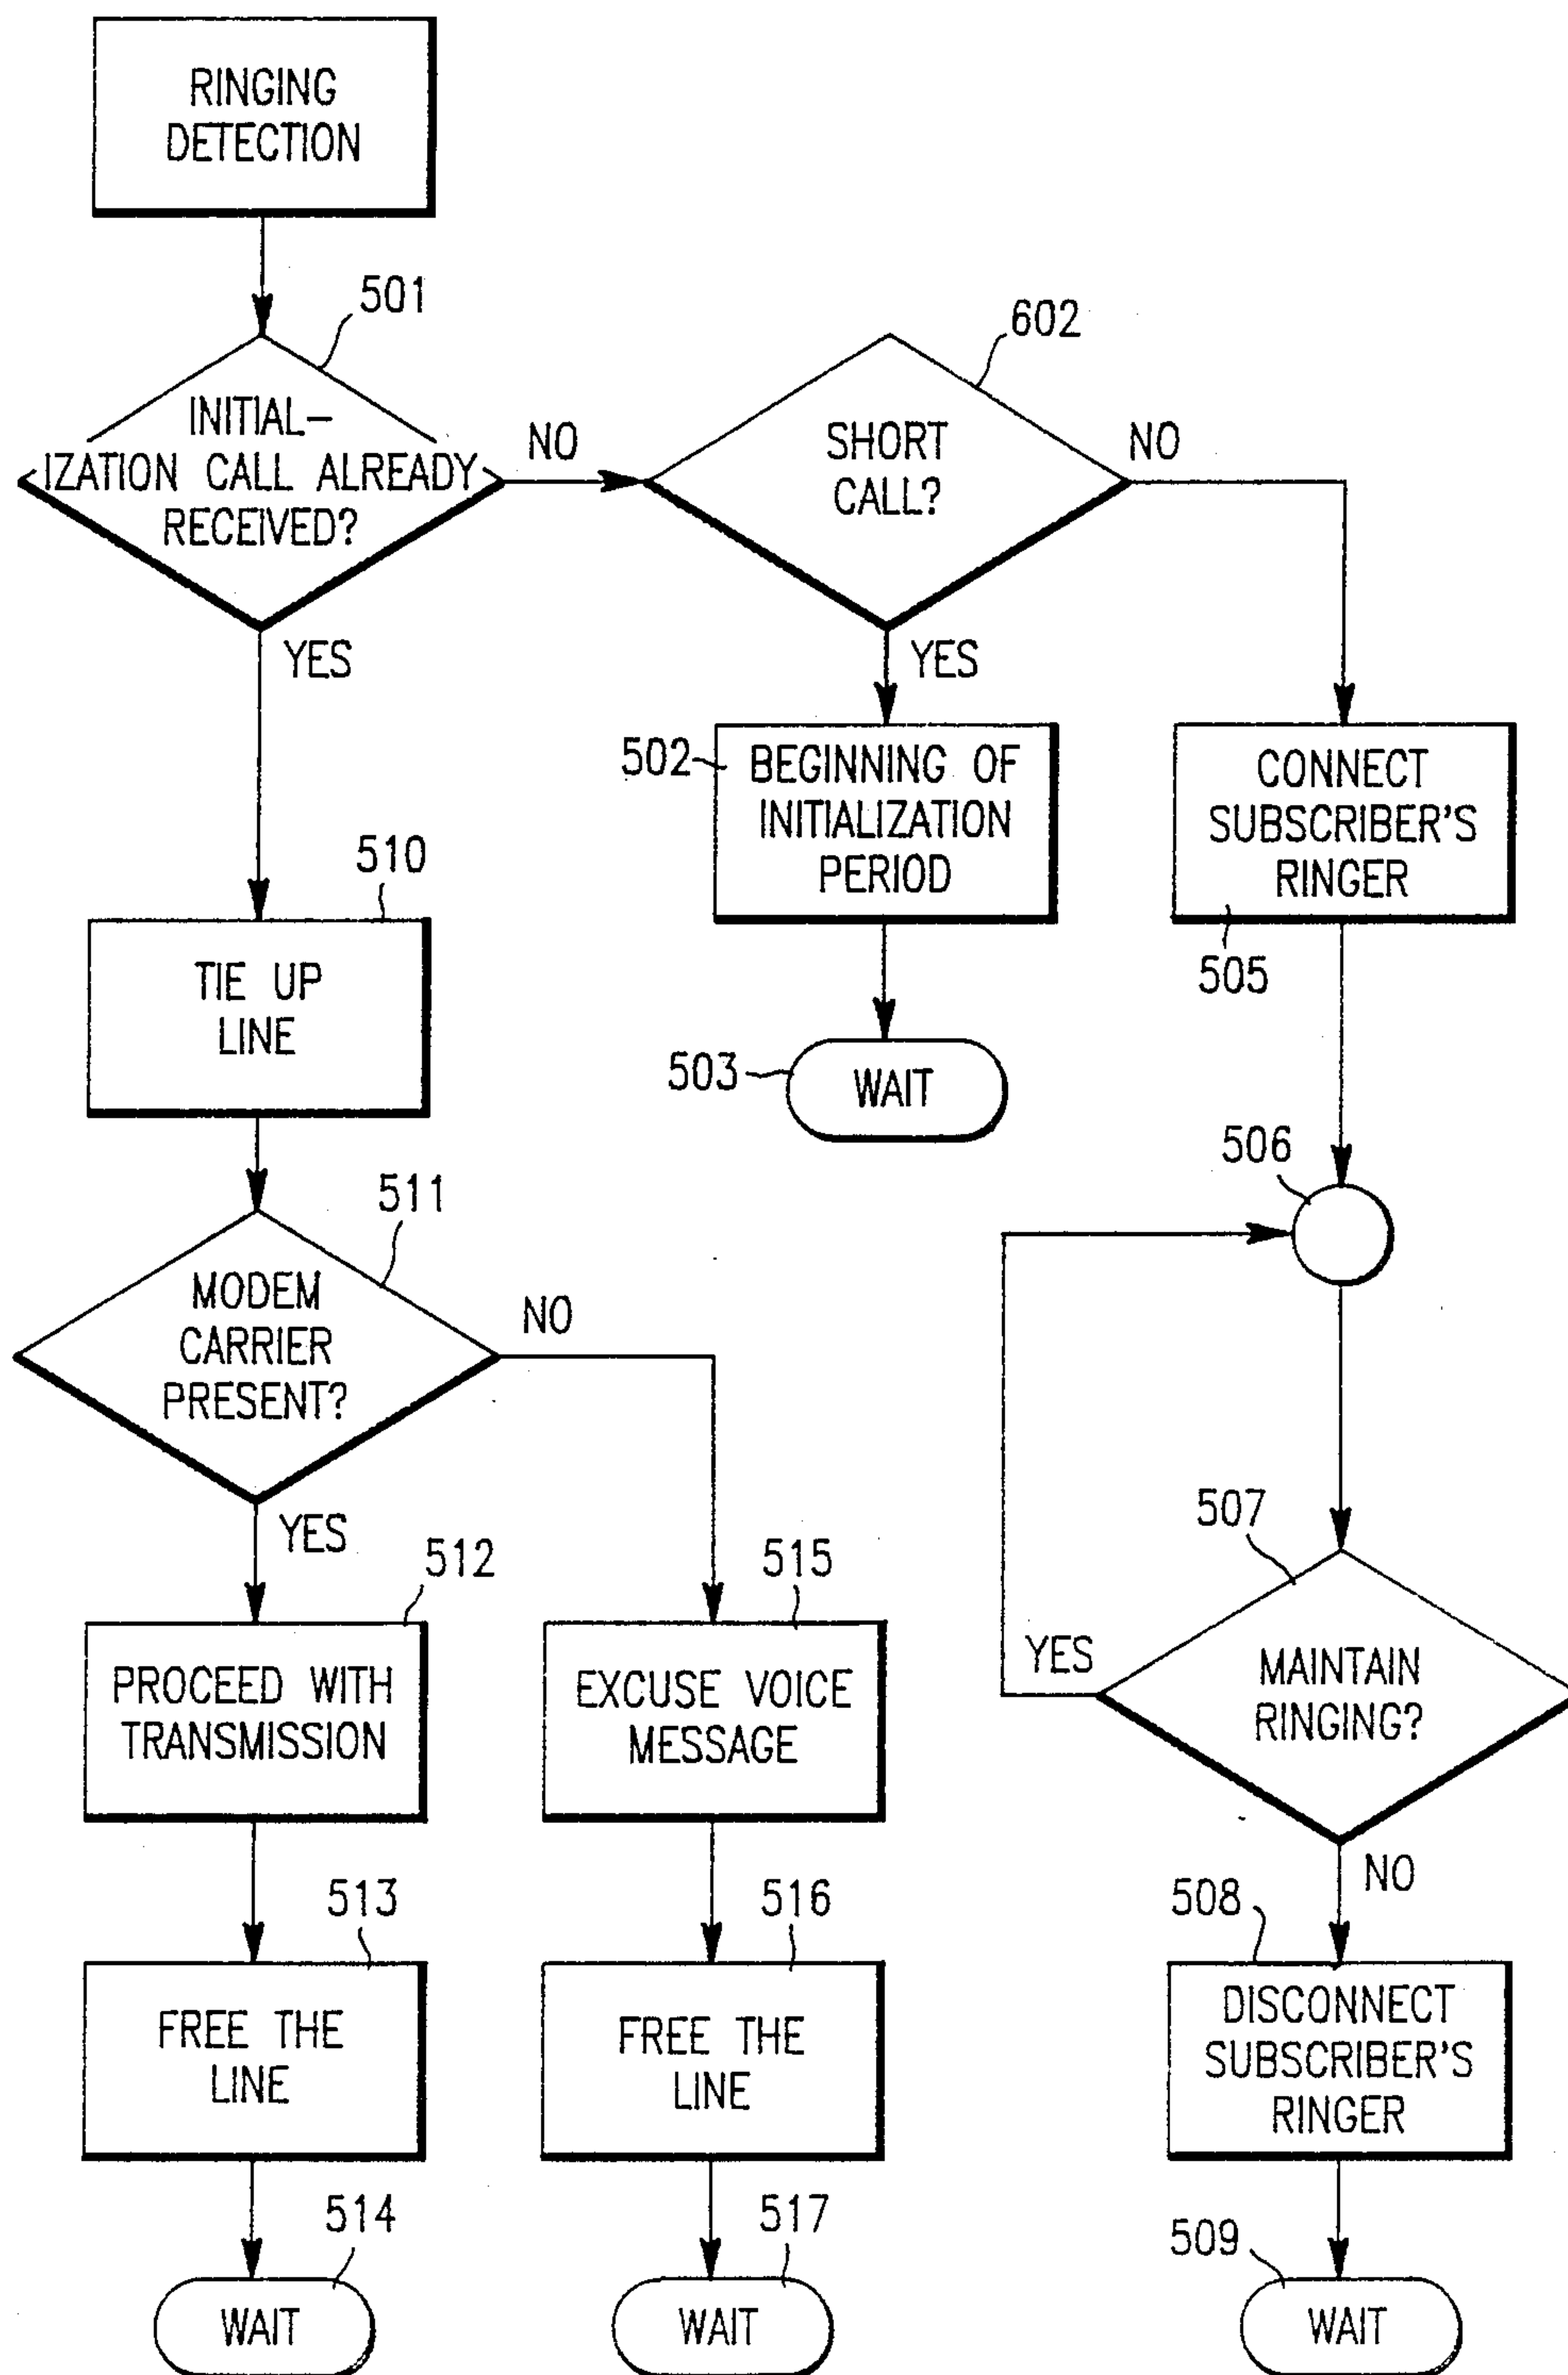 RINGING
DETECTION
501
INITIAL-
IZATION CALL ALREADY
RECEIVED?
NO
YES
602
SHORT
CALL?
NO
YES
502
BEGINNING OF
INITIALIZATION
PERIOD
503
WAIT
CONNECT
SUBSCRIBER'S
RINGER
505
506
507
MAINTAIN
RINGING?
YES
NO
508
DISCONNECT
SUBSCRIBER'S
RINGER
509
WAIT
510
TIE UP
LINE
511
MODEM
CARRIER
PRESENT?
NO
YES
512
PROCEED WITH
TRANSMISSION
513
FREE THE
LINE
514
WAIT
515
EXCUSE VOICE
MESSAGE
516
FREE THE
LINE
517
WAIT